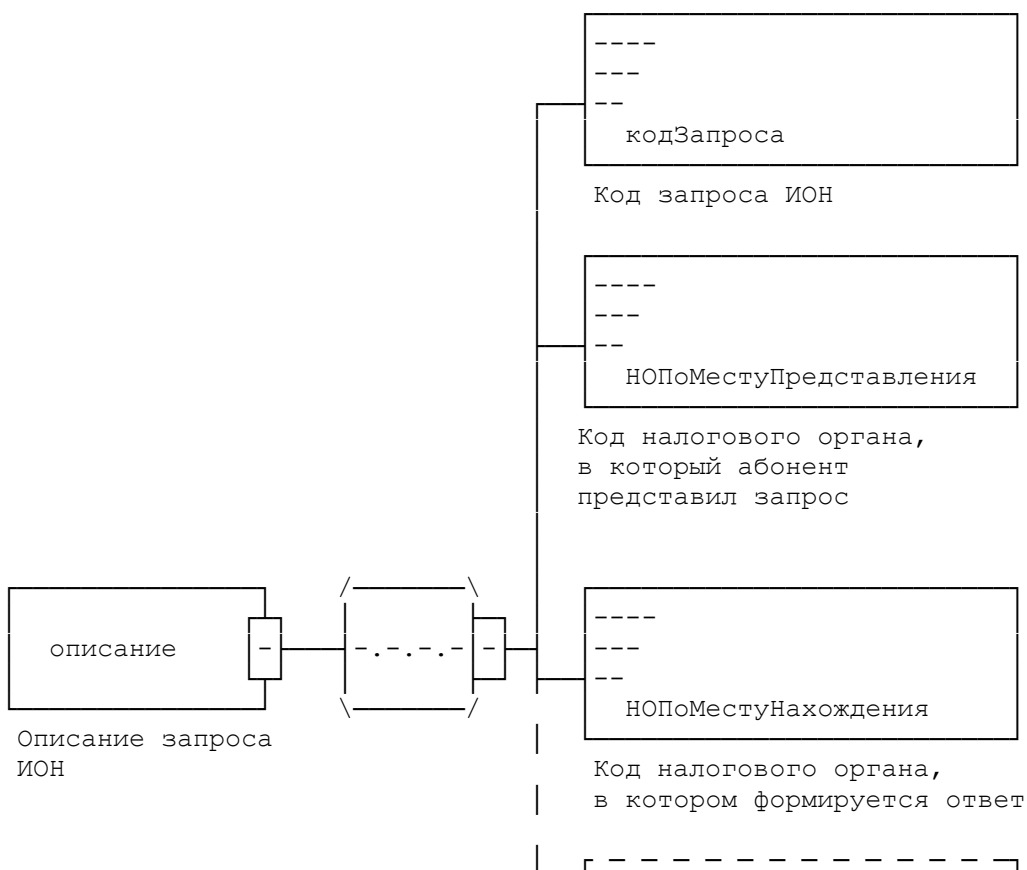 кодЗапроса
Код запроса ИОН
НОПоМестуПредставления
Код налогового органа,
в который абонент
представил запрос
описание
Описание запроса
ИОН
НОПоМестуНахождения
Код налогового органа,
в котором формируется ответ